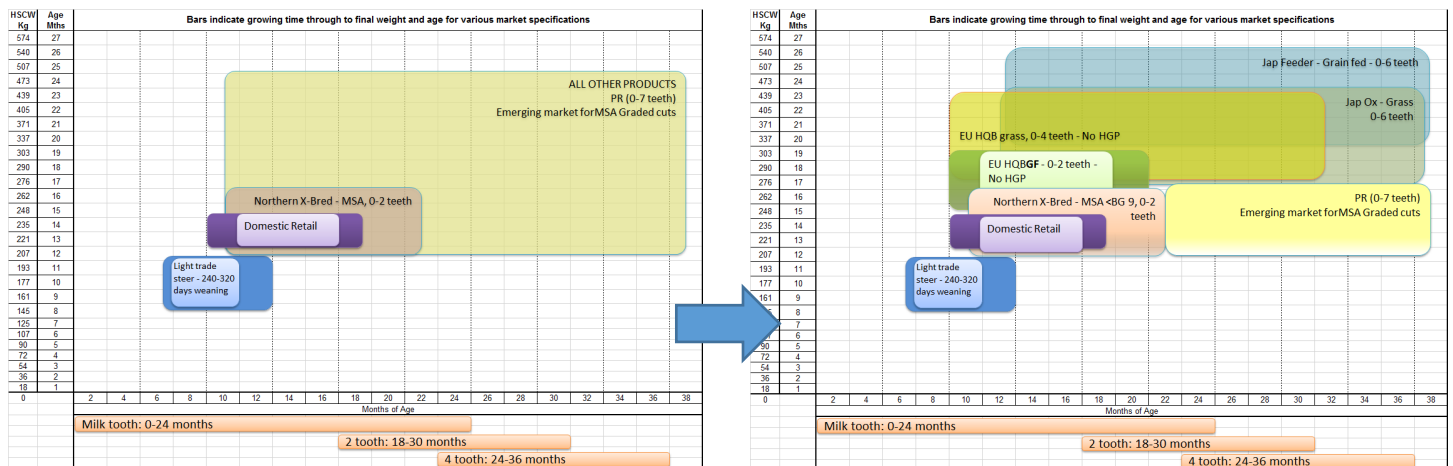 HSCW Age Bars indicate growing time through to final weight and age for various market specifications
Kg Mths
574 27
540 26
507 25
473 24
439 23
405 22
371 21
337 20
303 19
290 18
276 17
262 16
248 15
235 14
221 13
207 12
193 11
177 10
161 9
145 8
125 7
107 6
90 5
72 4
54 3
36 2
18 1
0 2 4 6 8 10 12 14 16 18 20 22 24 26 28 30 32 34 36 38
Months of Age
ALL OTHER PRODUCTS
PR (0-7 teeth)
Emerging market forMSA Graded cuts
Northern X-Bred - MSA, 0-2 teeth
Domestic Retail
Light trade
steer - 240-320
days weaning
Milk tooth: 0-24 months
2 tooth: 18-30 months
4 tooth: 24-36 months
HSCW Age Bars indicate growing time through to final weight and age for various market specifications
Kg Mths
574 27
540 26
507 25
473 24
439 23
405 22
371 21
337 20
303 19
290 18
276 17
262 16
248 15
235 14
221 13
207 12
193 11
177 10
161 9
145 8
7
6
90 5
72 4
54 3
36 2
18 1
0 2 4 6 8 10 12 14 16 18 20 22 24 26 28 30 32 34 36 38
Months of Age
Jap Feeder - Grain fed - 0-6 teeth
Jap Ox - Grass
0-6 teeth
EU HQB grass, 0-4 teeth - No HGP
EU HQBGF - 0-2 teeth -
No HGP
Northern X-Bred - MSA <BG 9, 0-2
teeth
PR (0-7 teeth)
Emerging market forMSA Graded cuts
Domestic Retail
Light trade
steer - 240-320
days weaning
Milk tooth: 0-24 months
2 tooth: 18-30 months
4 tooth: 24-36 months